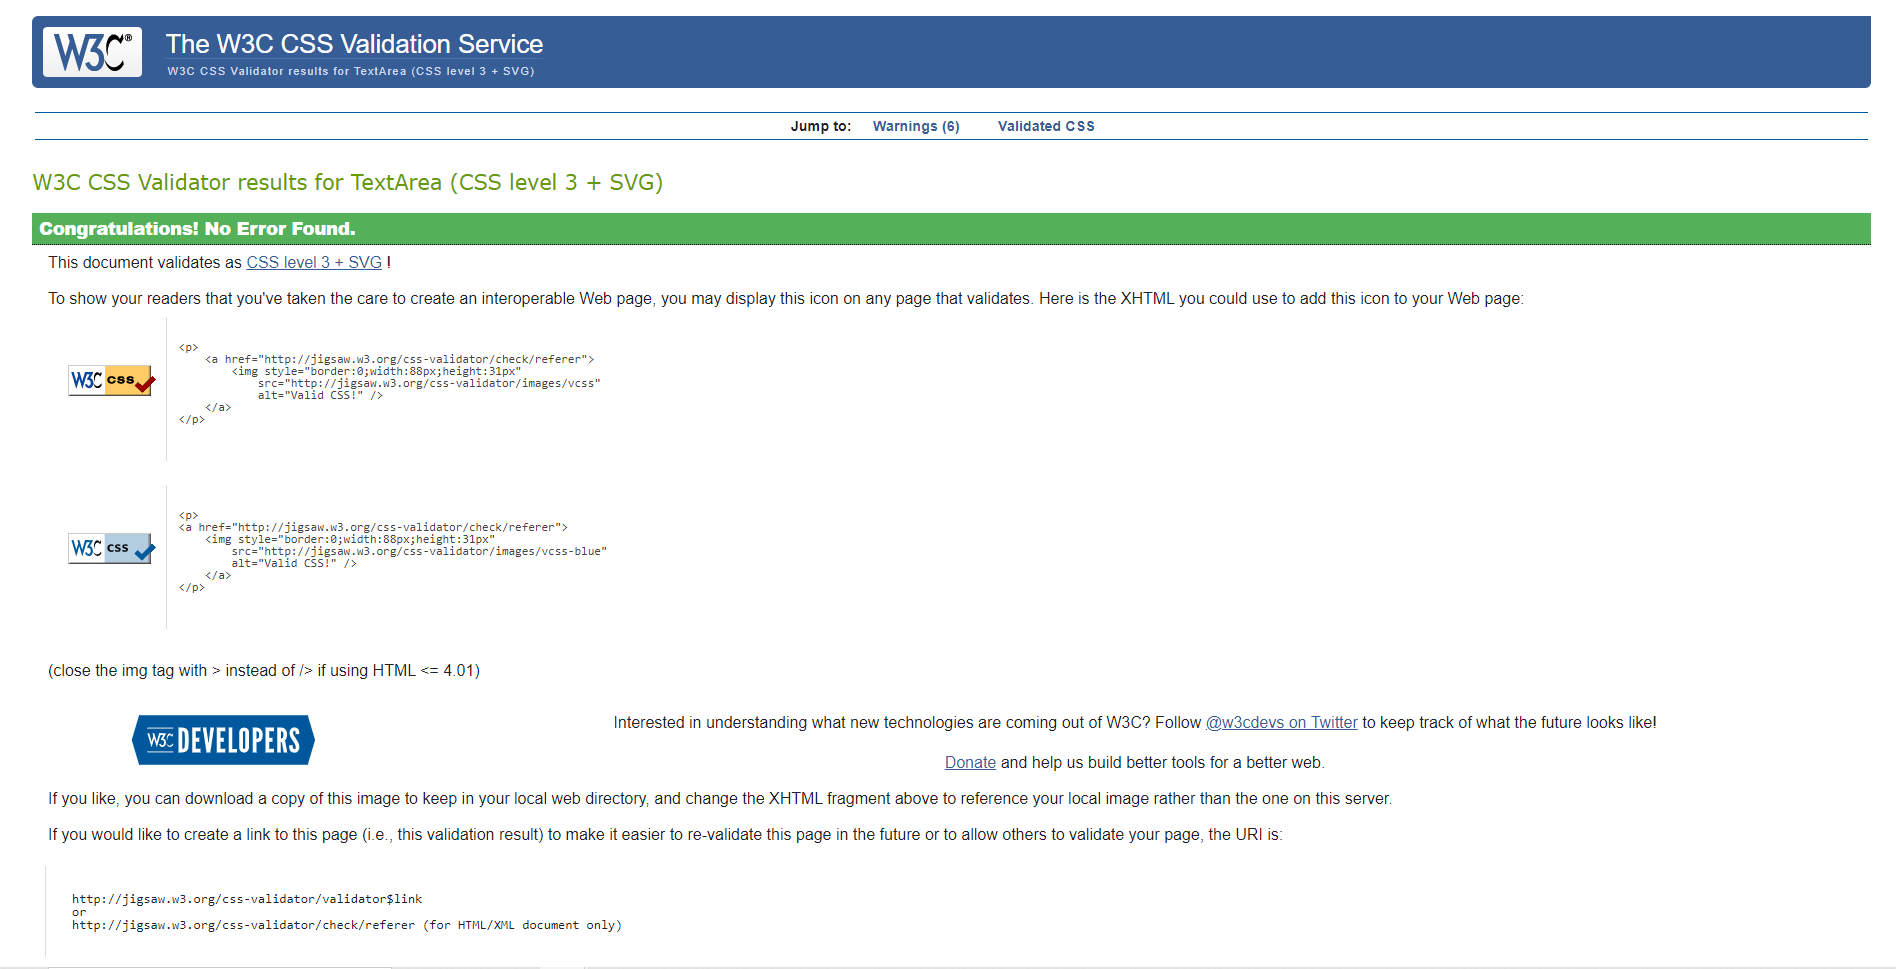 W3C®
The W3C CSS Validation Service
W3C CSS Validator results for TextArea (CSS level 3 + SVG)
Jump to: Warnings (6) Validated CSS
W3C CSS Validator results for TextArea (CSS level 3 + SVG)
Congratulations! No Error Found.
This document validates as CSS level 3 + SVG !
To show your readers that you've taken the care to create an interoperable Web page, you may display this icon on any page that validates. Here is the XHTML you could use to add this icon to your Web page:
W3C CSS
<p>
    <a href="http://jigsaw.w3.org/css-validator/check/referer">
        <img style="border:0;width:88px;height:31px"
            src="http://jigsaw.w3.org/css-validator/images/vcss"
            alt="Valid CSS!" />
    </a>
</p>
W3C CSS
<p>
<a href="http://jigsaw.w3.org/css-validator/check/referer">
    <img style="border:0;width:88px;height:31px"
        src="http://jigsaw.w3.org/css-validator/images/vcss-blue"
        alt="Valid CSS!" />
    </a>
</p>
(close the img tag with > instead of /> if using HTML <= 4.01)
W3C DEVELOPERS
Interested in understanding what new technologies are coming out of W3C? Follow @w3cdevs on Twitter to keep track of what the future looks like!
Donate and help us build better tools for a better web.
If you like, you can download a copy of this image to keep in your local web directory, and change the XHTML fragment above to reference your local image rather than the one on this server.
If you would like to create a link to this page (i.e., this validation result) to make it easier to re-validate this page in the future or to allow others to validate your page, the URI is:
http://jigsaw.w3.org/css-validator/validator$link
or
http://jigsaw.w3.org/css-validator/check/referer (for HTML/XML document only)